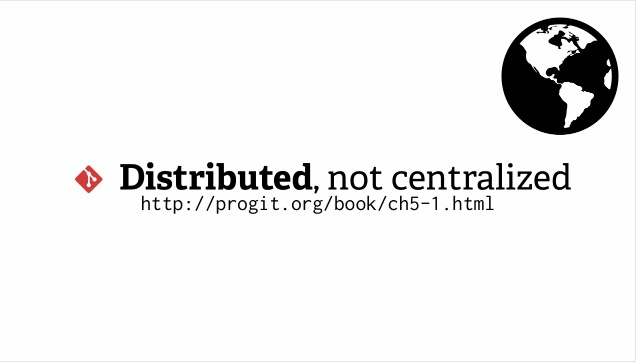 Distributed, not centralized
http://progit.org/book/ch5-1.html